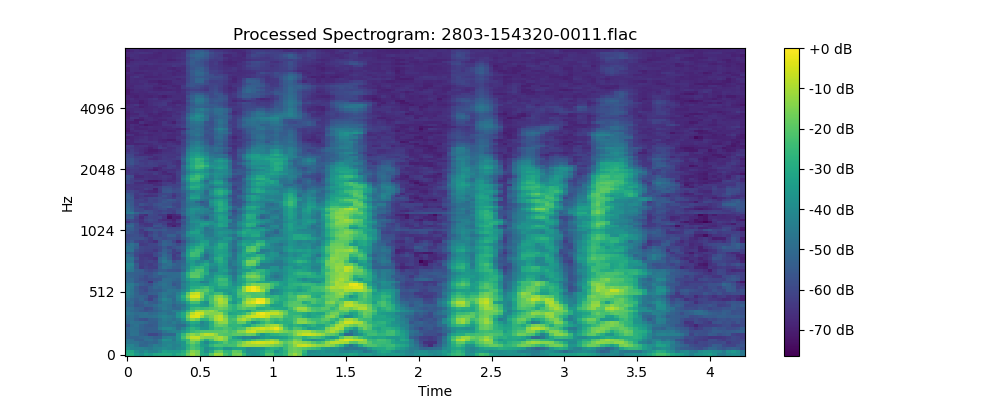 Processed Spectrogram: 2803-154320-0011.flac
Hz
4096
2048
1024
512
0
0 0.5 1 1.5 2 2.5 3 3.5 4
Time
+0 dB
-10 dB
-20 dB
-30 dB
-40 dB
-50 dB
-60 dB
-70 dB